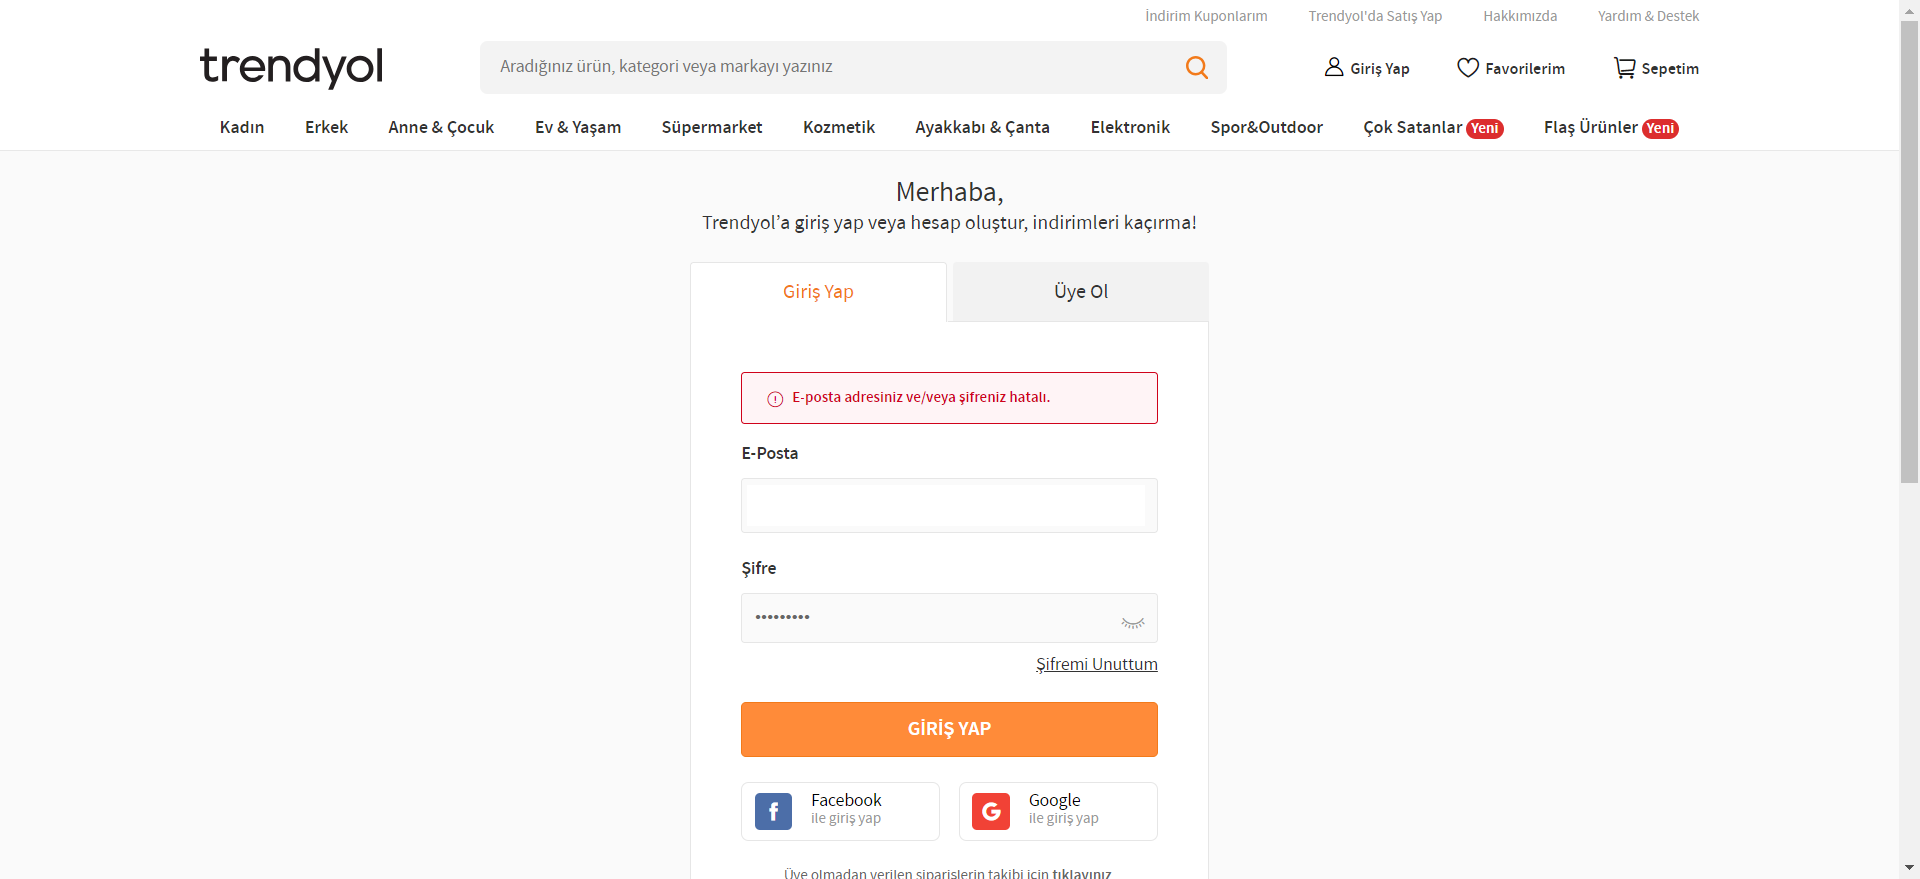 İndirim Kuponlarım Trendyol'da Satış Yap Hakkımızda Yardım & Destek
trendyol
Aradığınız ürün, kategori veya markayı yazınız
Giriş Yap Favorilerim Sepetim
Kadın Erkek Anne & Çocuk Ev & Yaşam Süpermarket Kozmetik Ayakkabı & Çanta Elektronik Spor&Outdoor Çok Satanlar Yeni Flaş Ürünler Yeni
Merhaba,
Trendyol’a giriş yap veya hesap oluştur, indirimleri kaçırma!
Giriş Yap Üye Ol
E-posta adresiniz ve/veya şifreniz hatalı.
E-Posta
Şifre
•••••••••
Şifremi Unuttum
GİRİŞ YAP
Facebook
ile giriş yap
Google
ile giriş yap
Üye olmadan verilen siparişlerin takibi için tıklayınız